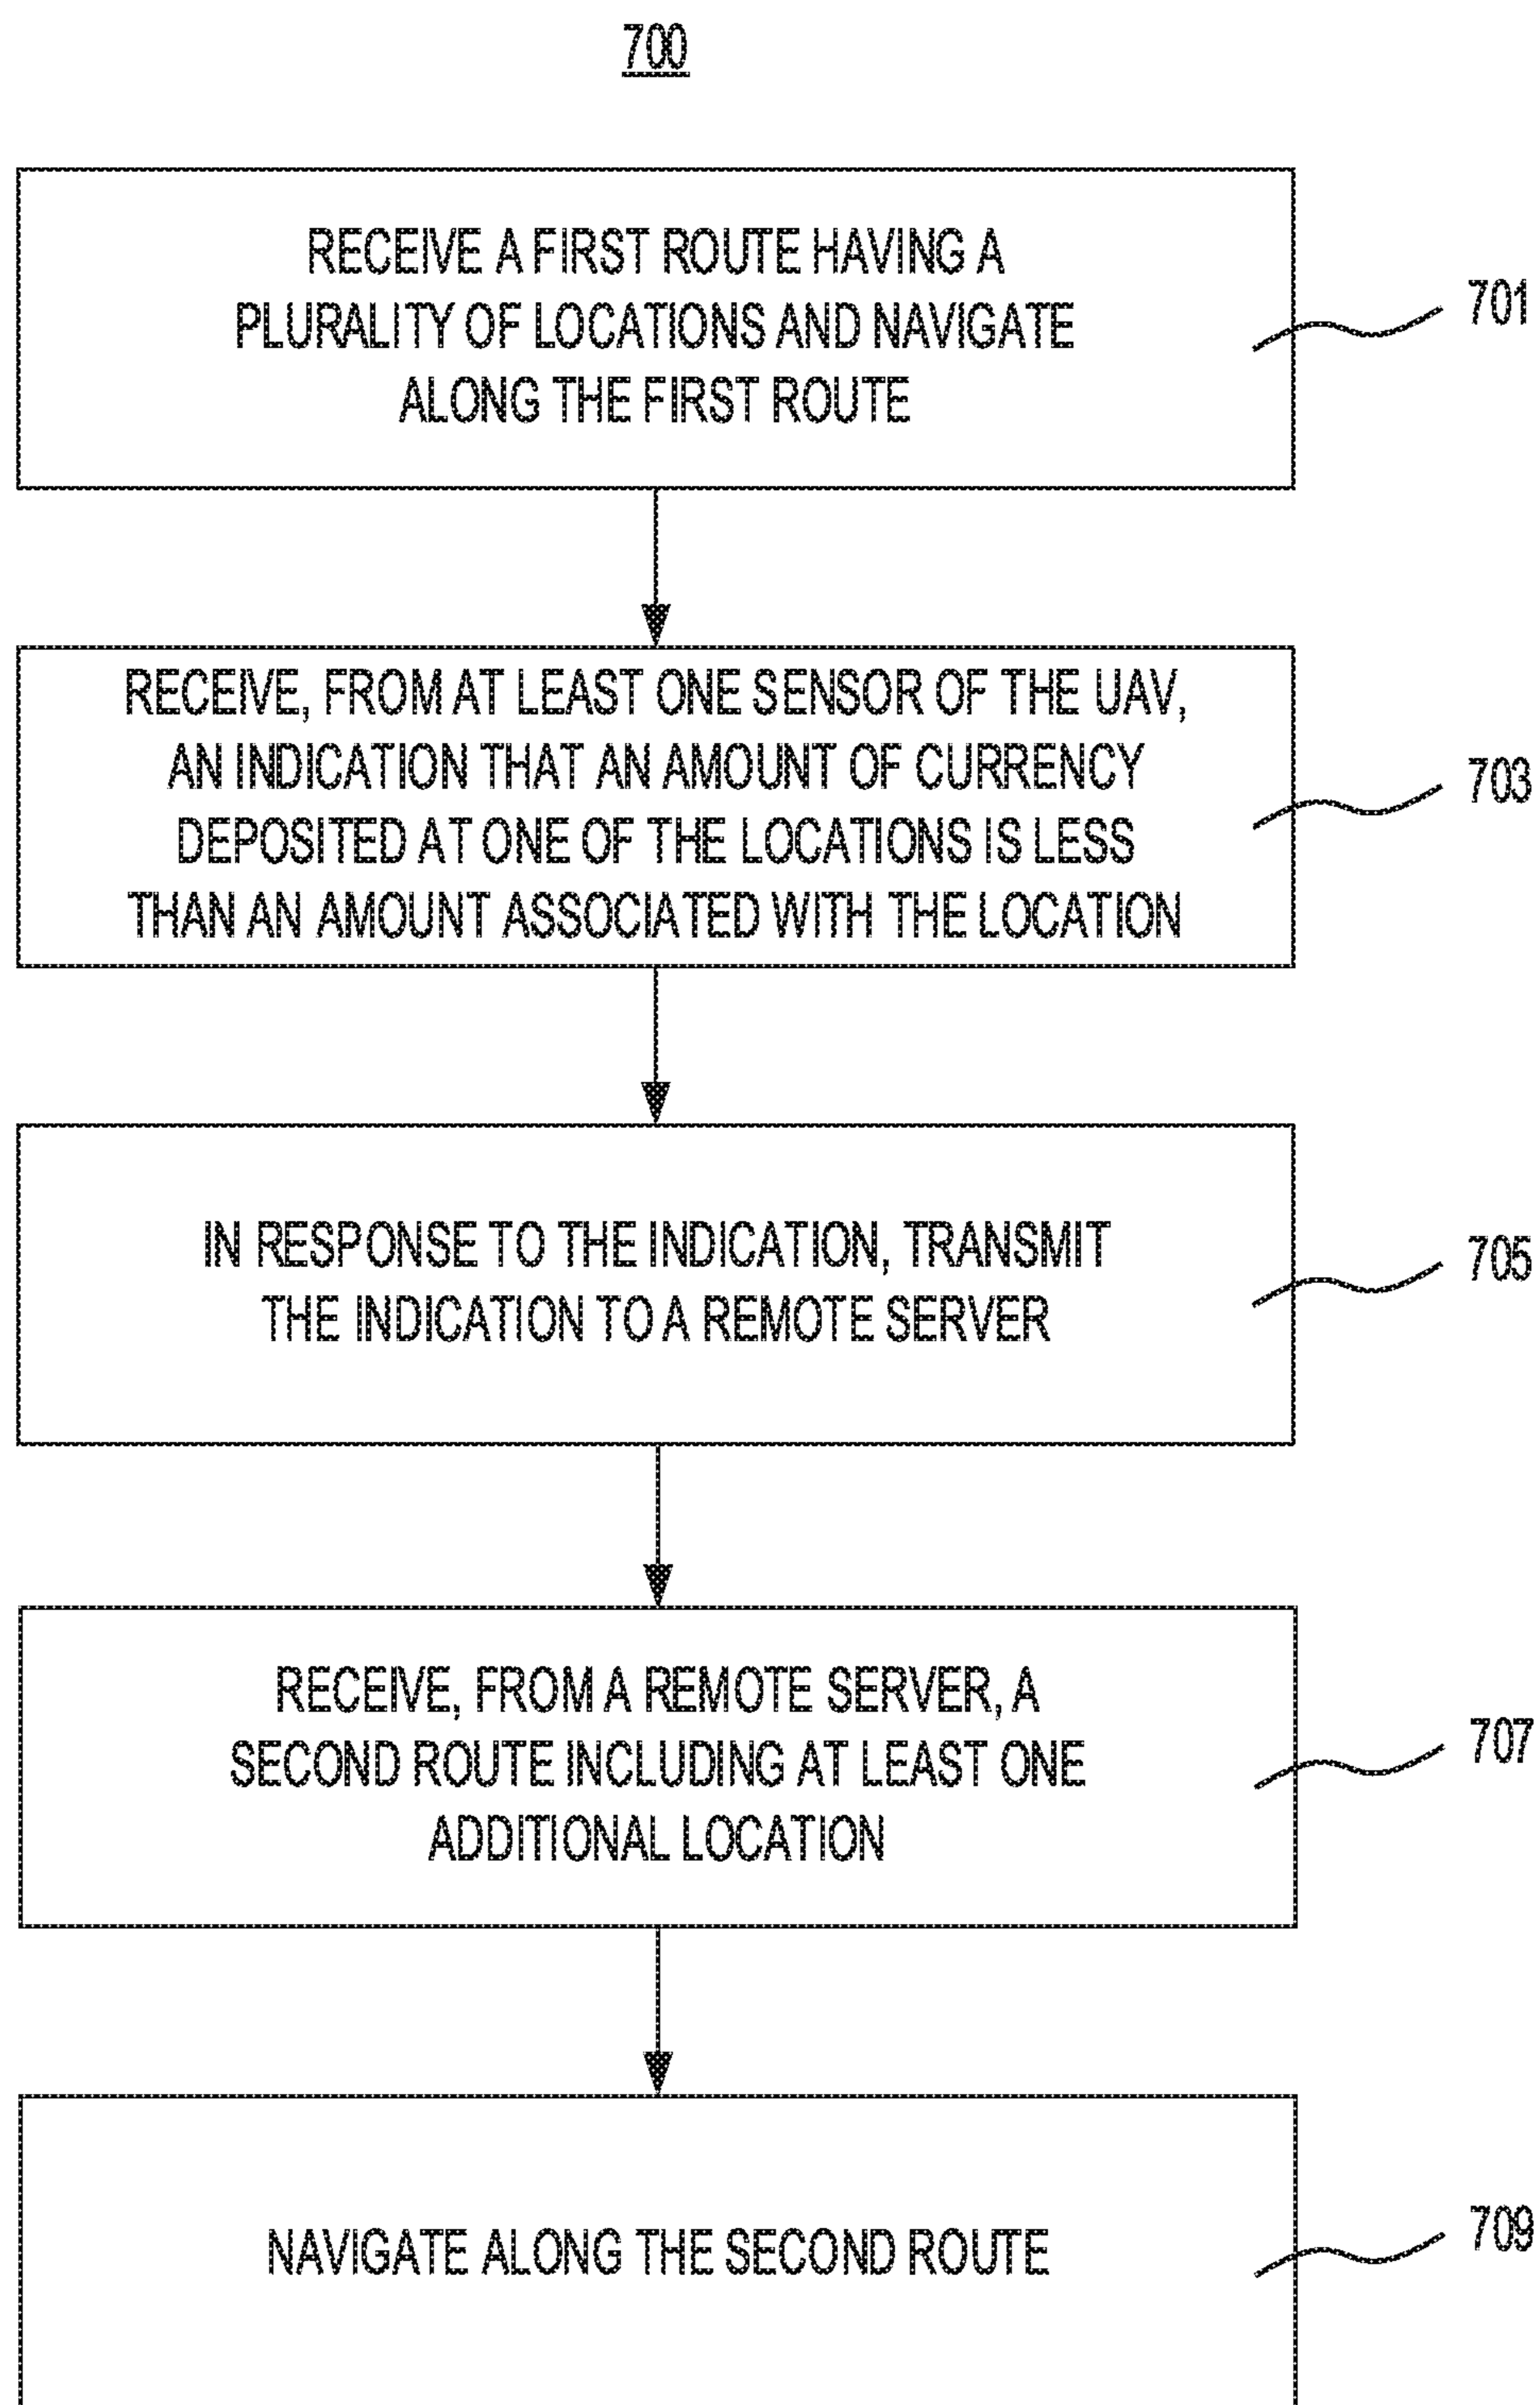 700
RECEIVE A FIRST ROUTE HAVING A
PLURALITY OF LOCATIONS AND NAVIGATE
ALONG THE FIRST ROUTE
701
RECEIVE, FROM AT LEAST ONE SENSOR OF THE UAV,
AN INDICATION THAT AN AMOUNT OF CURRENCY
DEPOSITED AT ONE OF THE LOCATIONS IS LESS
THAN AN AMOUNT ASSOCIATED WITH THE LOCATION
703
IN RESPONSE TO THE INDICATION, TRANSMIT
THE INDICATION TO A REMOTE SERVER
705
RECEIVE, FROM A REMOTE SERVER, A
SECOND ROUTE INCLUDING AT LEAST ONE
ADDITIONAL LOCATION
707
NAVIGATE ALONG THE SECOND ROUTE
709